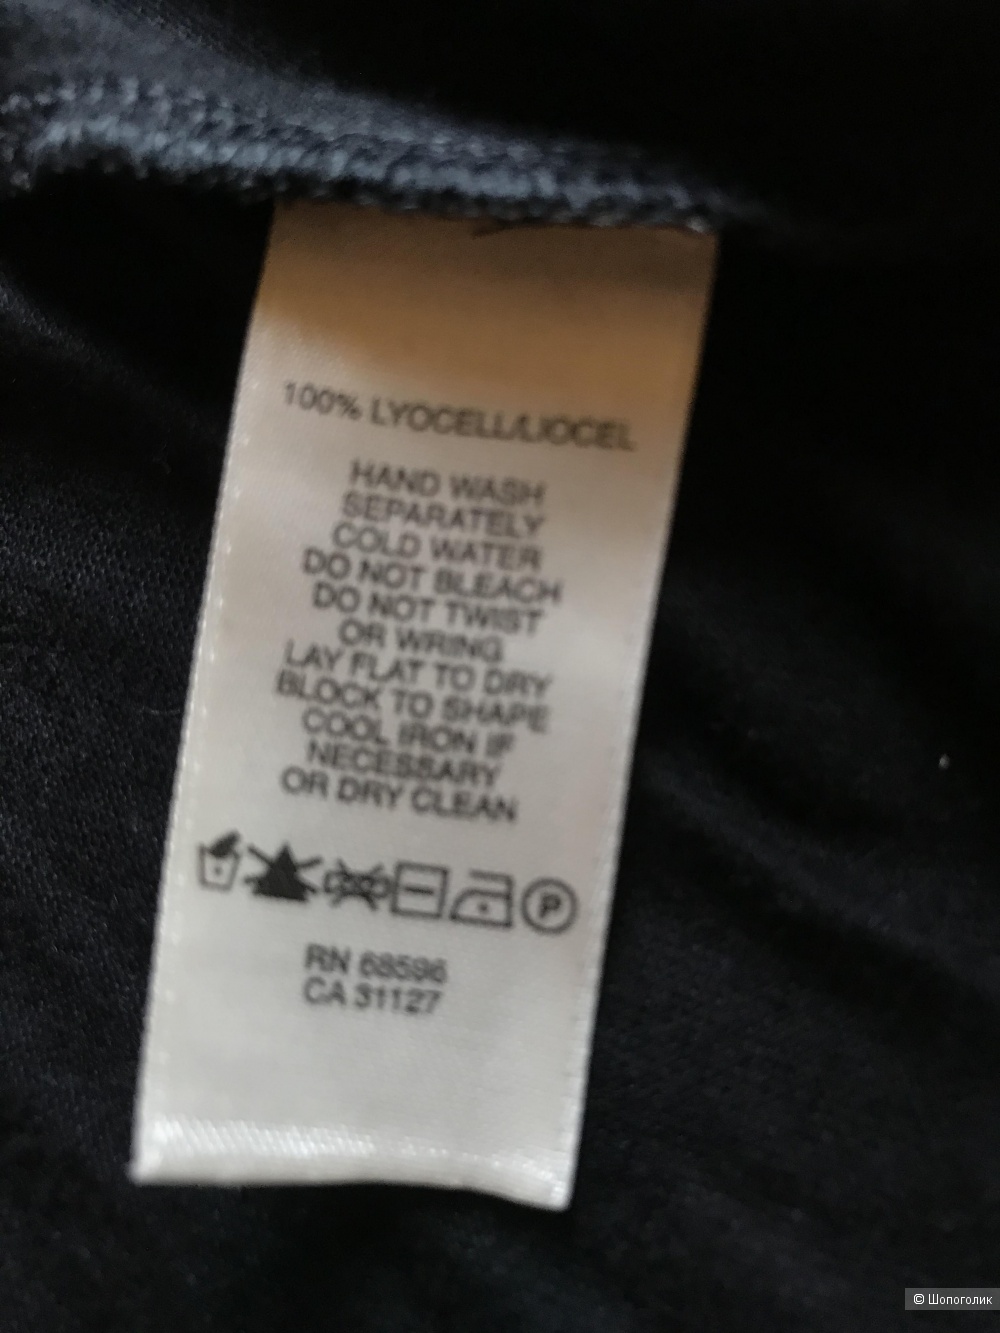 100% LYOCELL/LIOCEL
HAND WASH
SEPARATELY
COLD WATER
DO NOT BLEACH
DO NOT TWIST
OR WRING
LAY FLAT TO DRY
BLOCK TO SHAPE
COOL IRON IF
NECESSARY
OR DRY CLEAN
P
RN 68596
CA 31127
© Шопоголик